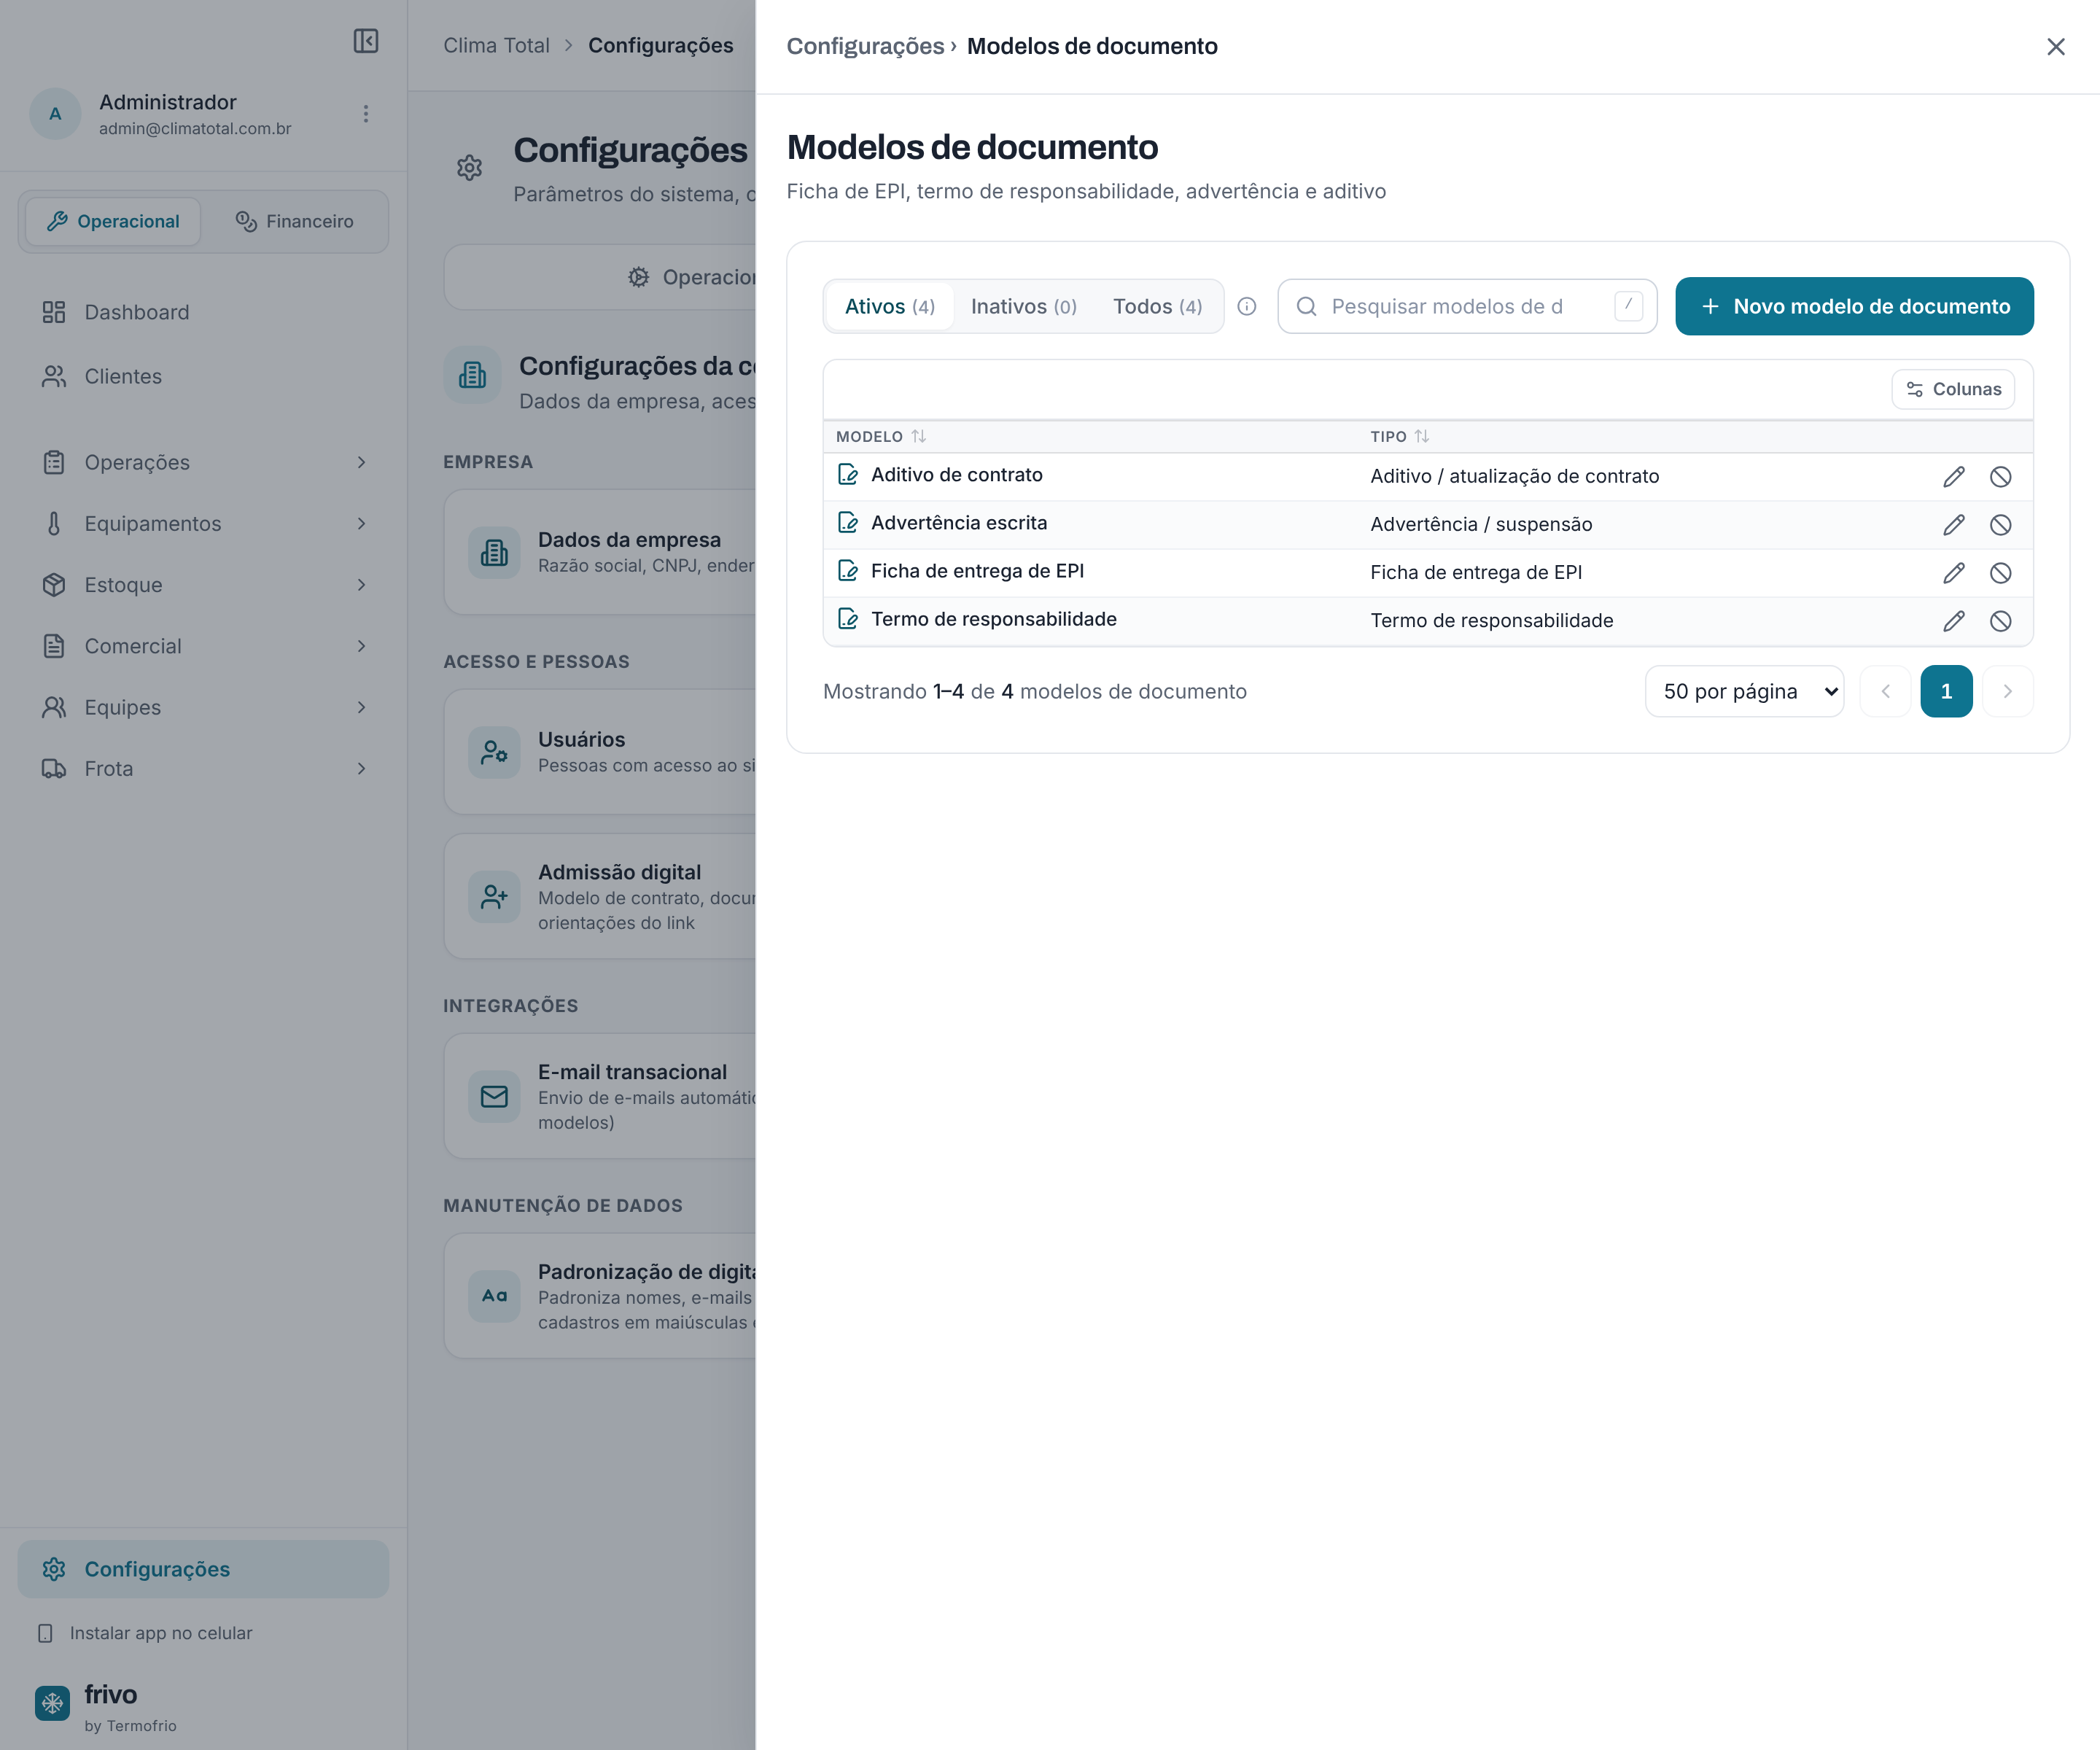 A
Administrador
admin@climatotal.com.br
Operacional
Financeiro
Dashboard
Clientes
Operações
Equipamentos
Estoque
Comercial
Equipes
Frota
Configurações
Instalar app no celular
frivo
by Termofrio
Clima Total > Configurações
Configurações
Parâmetros do sistema, c
Operacion
Configurações da c
Dados da empresa, aces
EMPRESA
Dados da empresa
Razão social, CNPJ, ender
ACESSO E PESSOAS
Usuários
Pessoas com acesso ao si
Admissão digital
Modelo de contrato, docu
orientações do link
INTEGRAÇÕES
E-mail transacional
Envio de e-mails automátic
modelos)
MANUTENÇÃO DE DADOS
Aa
Padronização de digita
Padroniza nomes, e-mails
cadastros em maiúsculas
Configurações › Modelos de documento
Modelos de documento
Ficha de EPI, termo de responsabilidade, advertência e aditivo
Ativos (4) Inativos (0) Todos (4)
Pesquisar modelos de d /
+ Novo modelo de documento
Colunas
MODELO TIPO
Aditivo de contrato Aditivo / atualização de contrato
Advertência escrita Advertência / suspensão
Ficha de entrega de EPI Ficha de entrega de EPI
Termo de responsabilidade Termo de responsabilidade
Mostrando 1–4 de 4 modelos de documento
50 por página
1